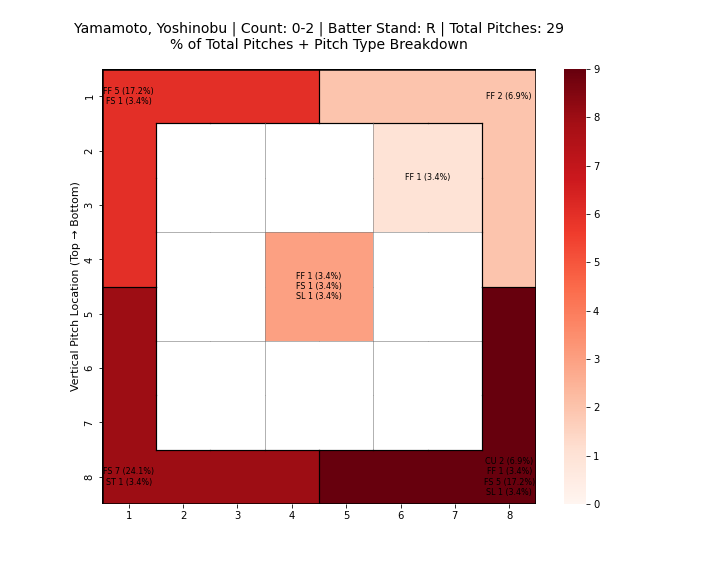 Yamamoto, Yoshinobu | Count: 0-2 | Batter Stand: R | Total Pitches: 29
% of Total Pitches + Pitch Type Breakdown
Vertical Pitch Location (Top → Bottom)
1
2
3
4
5
6
7
8
FF 5 (17.2%)
FS 1 (3.4%)
FF 2 (6.9%)
FF 1 (3.4%)
FF 1 (3.4%)
FS 1 (3.4%)
SL 1 (3.4%)
FS 7 (24.1%)
ST 1 (3.4%)
CU 2 (6.9%)
FF 1 (3.4%)
FS 5 (17.2%)
SL 1 (3.4%)
1
2
3
4
5
6
7
8
9
8
7
6
5
4
3
2
1
0